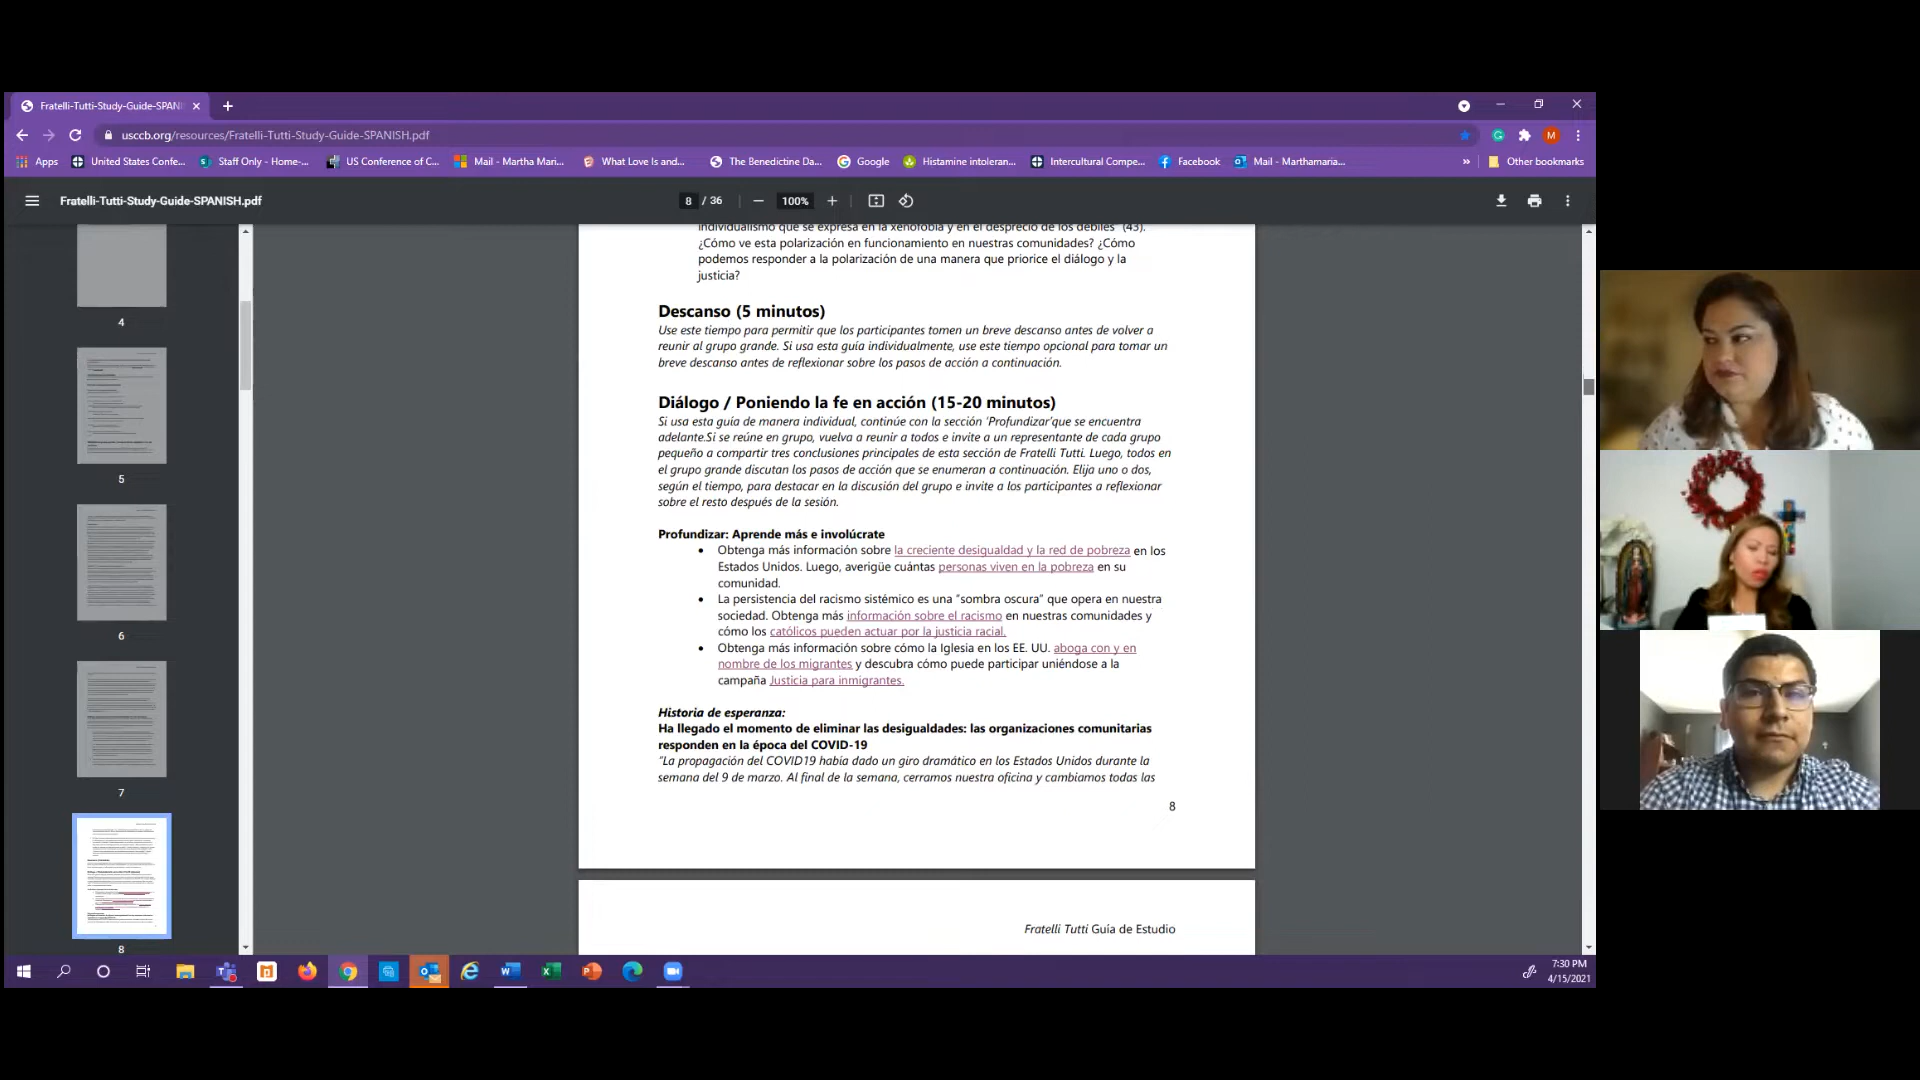 Fratelli-Tutti-Study-Guide-SPANI
usccb.org/resources/Fratelli-Tutti-Study-Guide-SPANISH.pdf
M
Apps
United States Confe...
Staff Only - Home-...
US Conference of C...
Mail - Martha Mari...
What Love Is and...
The Benedictine Da...
Google
Histamine intoleran...
Intercultural Compe...
Facebook
Mail - Marthamaria...
» Other bookmarks
Fratelli-Tutti-Study-Guide-SPANISH.pdf
8 / 36
100%
4
5
6
7
8
individualismo que se expresa en la xenofobia y en el desprecio de los débiles” (43).
¿Cómo ve esta polarización en funcionamiento en nuestras comunidades? ¿Cómo
podemos responder a la polarización de una manera que priorice el diálogo y la
justicia?
Descanso (5 minutos)
Use este tiempo para permitir que los participantes tomen un breve descanso antes de volver a
reunir al grupo grande. Si usa esta guía individualmente, use este tiempo opcional para tomar un
breve descanso antes de reflexionar sobre los pasos de acción a continuación.
Diálogo / Poniendo la fe en acción (15-20 minutos)
Si usa esta guía de manera individual, continúe con la sección ‘Profundizar’que se encuentra
adelante.Si se reúne en grupo, vuelva a reunir a todos e invite a un representante de cada grupo
pequeño a compartir tres conclusiones principales de esta sección de Fratelli Tutti. Luego, todos en
el grupo grande discutan los pasos de acción que se enumeran a continuación. Elija uno o dos,
según el tiempo, para destacar en la discusión del grupo e invite a los participantes a reflexionar
sobre el resto después de la sesión.
Profundizar: Aprende más e involúcrate
• Obtenga más información sobre la creciente desigualdad y la red de pobreza en los
Estados Unidos. Luego, averigüe cuántas personas viven en la pobreza en su
comunidad.
• La persistencia del racismo sistémico es una “sombra oscura” que opera en nuestra
sociedad. Obtenga más información sobre el racismo en nuestras comunidades y
cómo los católicos pueden actuar por la justicia racial.
• Obtenga más información sobre cómo la Iglesia en los EE. UU. aboga con y en
nombre de los migrantes y descubra cómo puede participar uniéndose a la
campaña Justicia para inmigrantes.
Historia de esperanza:
Ha llegado el momento de eliminar las desigualdades: las organizaciones comunitarias
responden en la época del COVID-19
“La propagación del COVID19 había dado un giro dramático en los Estados Unidos durante la
semana del 9 de marzo. Al final de la semana, cerramos nuestra oficina y cambiamos todas las
8
Fratelli Tutti Guía de Estudio
7:30 PM
4/15/2021